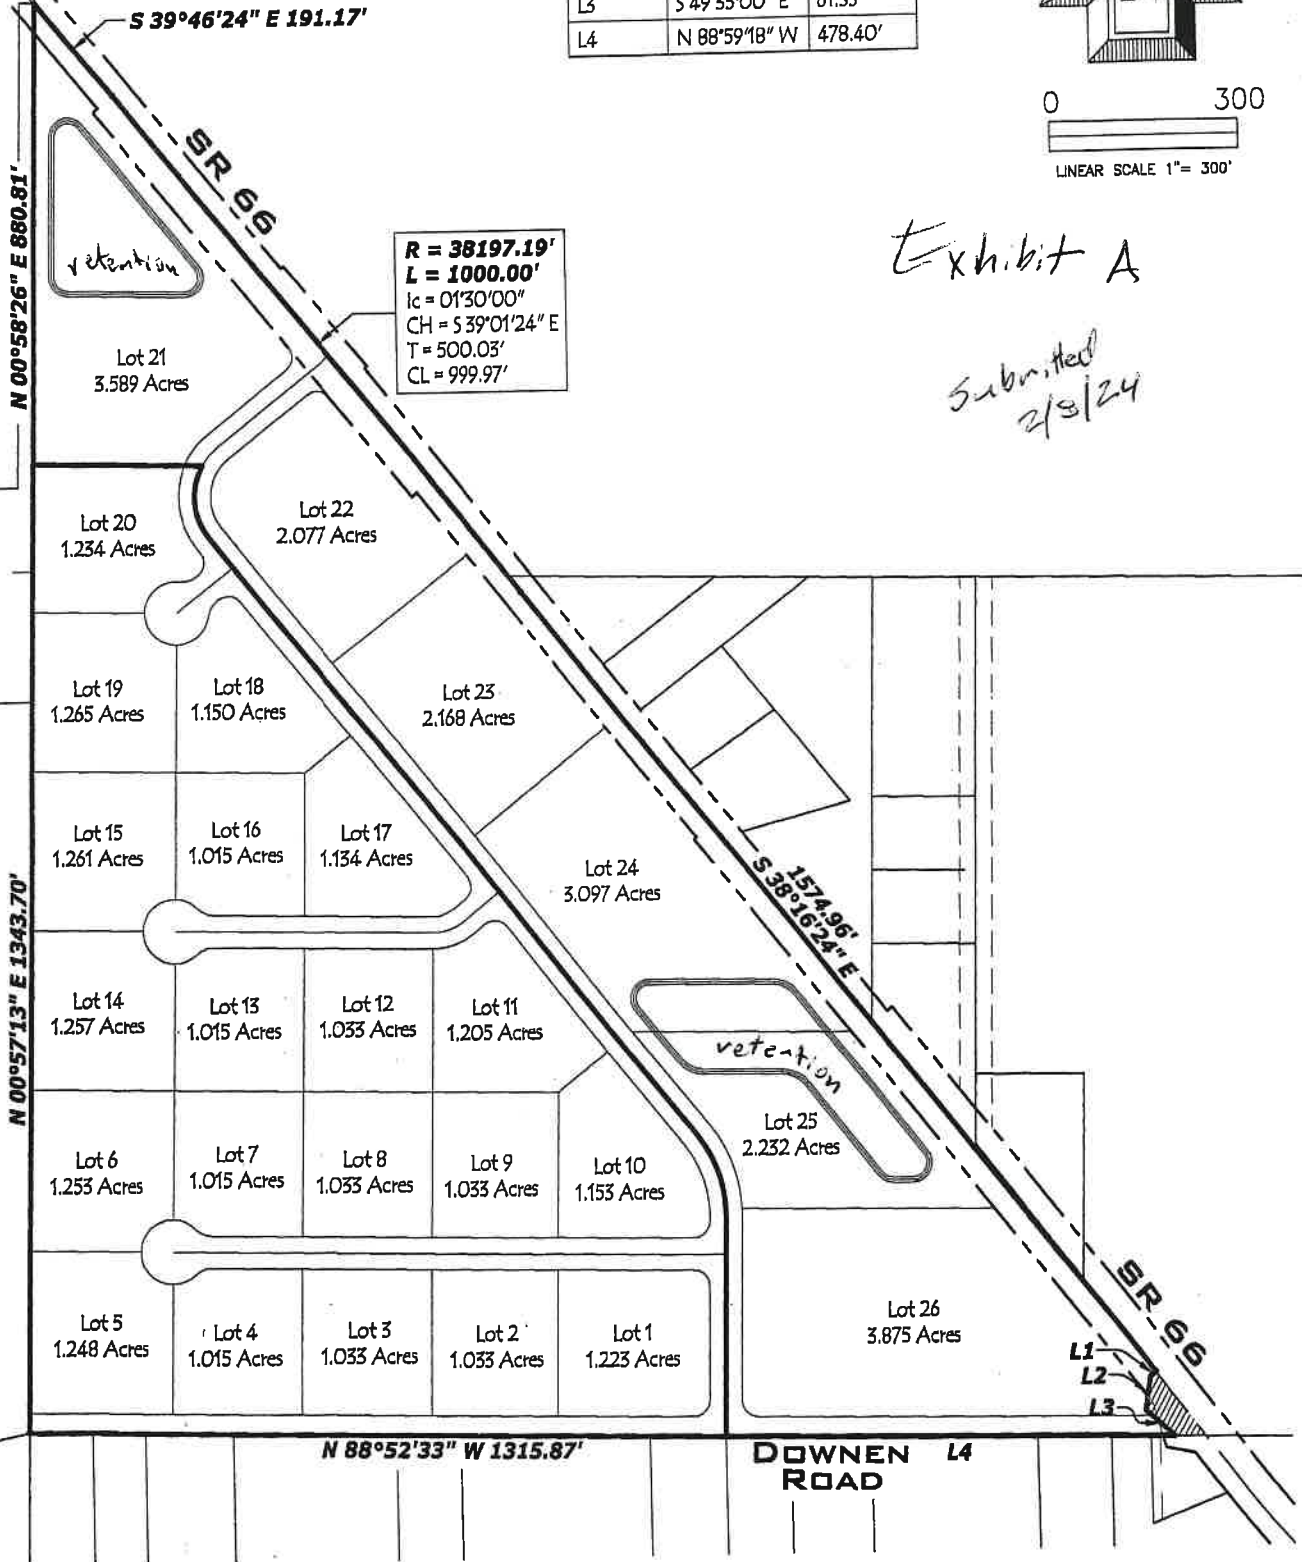 S 39°46'24" E 191.17'
L3 S 49°55'00" E
L4 N 88°59'18" W 478.40'
0 300
LINEAR SCALE 1"= 300'
SR 66
N 00°58'26" E 880.81'
retention
R = 38197.19'
L = 1000.00'
Ic = 01°30'00"
CH = S 39°01'24" E
T = 500.03'
CL = 999.97'
Exhibit A
Submitted
2/8/24
Lot 21
3.589 Acres
Lot 20
1.234 Acres
Lot 22
2.077 Acres
Lot 19
1.265 Acres
Lot 18
1.150 Acres
Lot 23
2.168 Acres
Lot 15
1.261 Acres
Lot 16
1.015 Acres
Lot 17
1.134 Acres
Lot 24
3.097 Acres
1574.96'
S 38°16'24" E
N 00°57'13" E 1343.70'
Lot 14
1.257 Acres
Lot 13
1.015 Acres
Lot 12
1.033 Acres
Lot 11
1.205 Acres
retention
Lot 25
2.232 Acres
Lot 6
1.253 Acres
Lot 7
1.015 Acres
Lot 8
1.033 Acres
Lot 9
1.033 Acres
Lot 10
1.153 Acres
Lot 5
1.248 Acres
Lot 4
1.015 Acres
Lot 3
1.033 Acres
Lot 2
1.033 Acres
Lot 1
1.223 Acres
Lot 26
3.875 Acres
SR 66
L1
L2
L3
N 88°52'33" W 1315.87'
DOWNEN
ROAD
L4